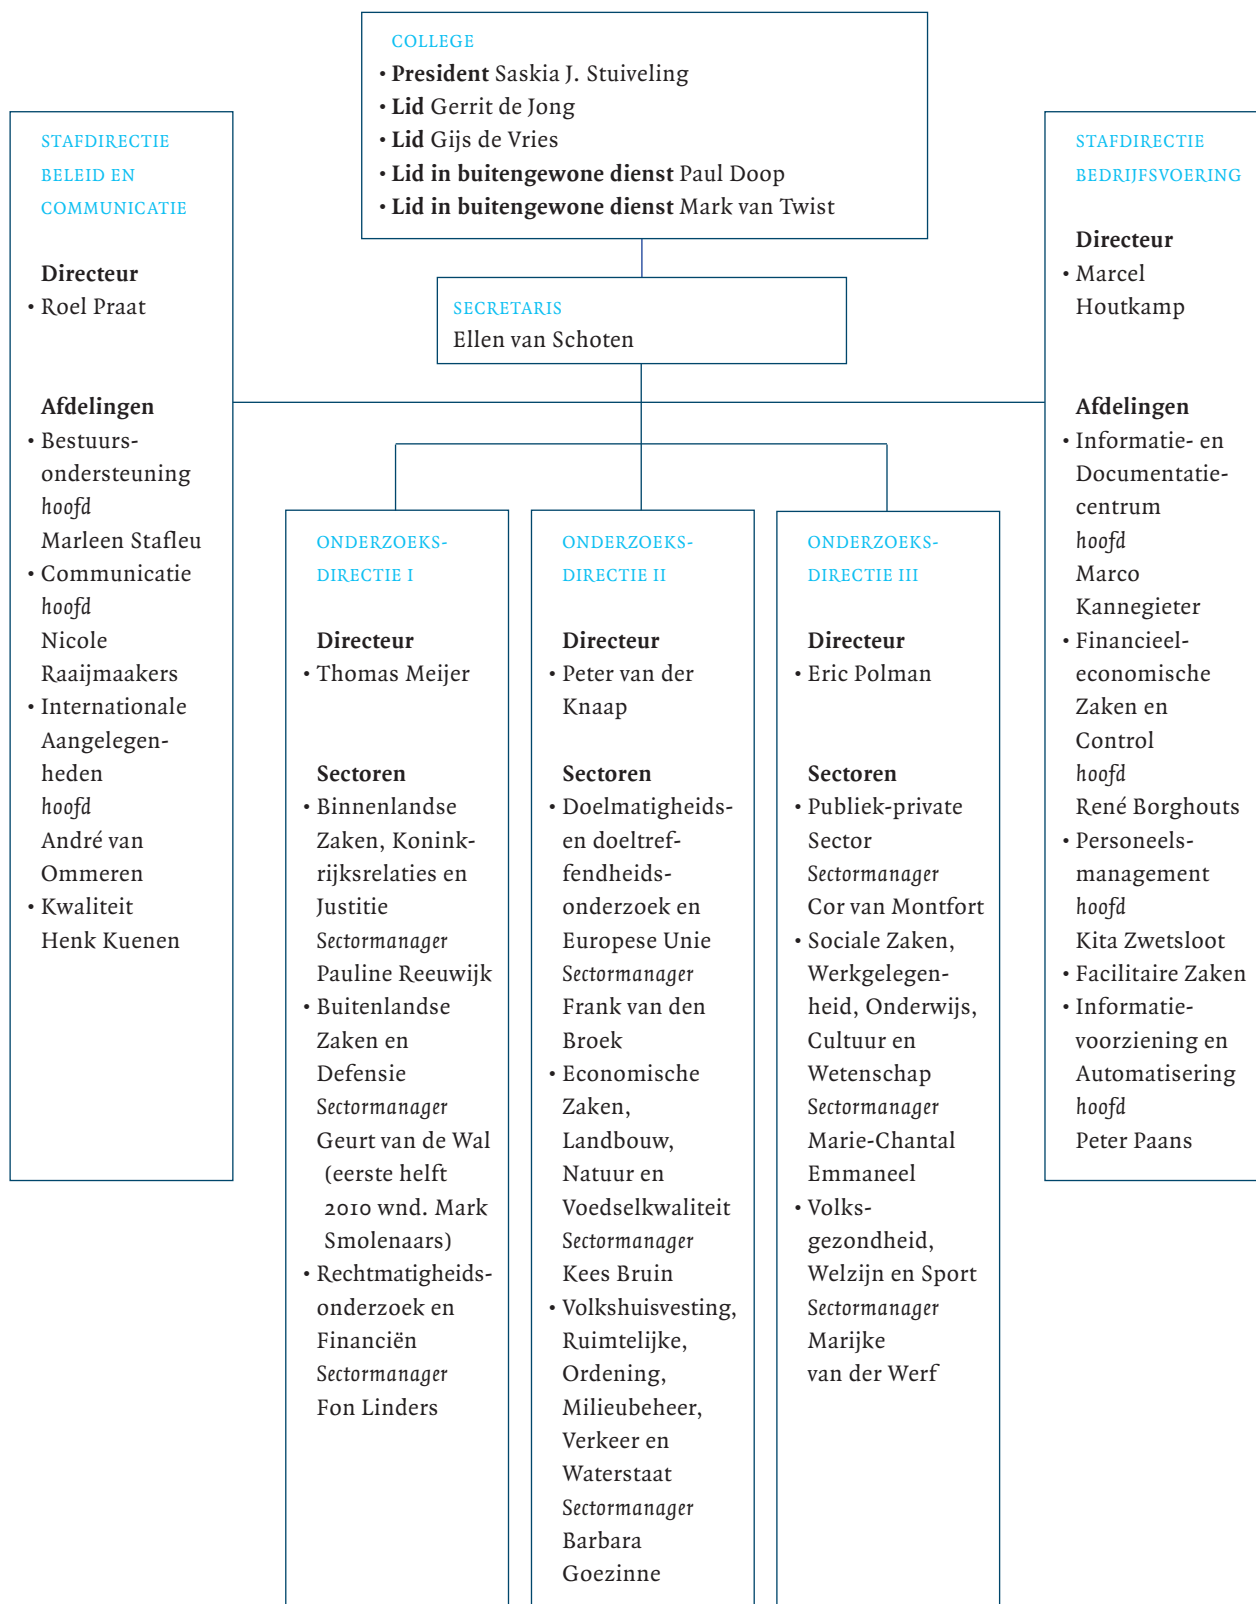 COLLEGE
• President Saskia J. Stuiveling
• Lid Gerrit de Jong
• Lid Gijs de Vries
• Lid in buitengewone dienst Paul Doop
• Lid in buitengewone dienst Mark van Twist
SECRETARIS
Ellen van Schoten
STAFDIRECTIE
BELEID EN
COMMUNICATIE
Directeur
• Roel Praat
Afdelingen
• Bestuurs-
ondersteuning
hoofd
Marleen Stafleu
• Communicatie
hoofd
Nicole
Raaijmaakers
• Internationale
Aangelegen-
heden
hoofd
André van
Ommeren
• Kwaliteit
Henk Kuenen
ONDERZOEKS-
DIRECTIE I
Directeur
• Thomas Meijer
Sectoren
• Binnenlandse
Zaken, Konink-
rijksrelaties en
Justitie
Sectormanager
Pauline Reeuwijk
• Buitenlandse
Zaken en
Defensie
Sectormanager
Geurt van de Wal
(eerste helft
2010 wnd. Mark
Smolenaars)
• Rechtmatigheids-
onderzoek en
Financiën
Sectormanager
Fon Linders
ONDERZOEKS-
DIRECTIE II
Directeur
• Peter van der
Knaap
Sectoren
• Doelmatigheids-
en doeltref-
fendheids-
onderzoek en
Europese Unie
Sectormanager
Frank van den
Broek
• Economische
Zaken,
Landbouw,
Natuur en
Voedselkwaliteit
Sectormanager
Kees Bruin
• Volkshuisvesting,
Ruimtelijke,
Ordening,
Milieubeheer,
Verkeer en
Waterstaat
Sectormanager
Barbara
Goezinne
ONDERZOEKS-
DIRECTIE III
Directeur
• Eric Polman
Sectoren
• Publiek-private
Sector
Sectormanager
Cor van Montfort
• Sociale Zaken,
Werkgelegen-
heid, Onderwijs,
Cultuur en
Wetenschap
Sectormanager
Marie-Chantal
Emmaneel
• Volks-
gezondheid,
Welzijn en Sport
Sectormanager
Marijke
van der Werf
STAFDIRECTIE
BEDRIJFSVOERING
Directeur
• Marcel
Houtkamp
Afdelingen
• Informatie- en
Documentatie-
centrum
hoofd
Marco
Kannegieter
• Financieel-
economische
Zaken en
Control
hoofd
René Borghouts
• Personeels-
management
hoofd
Kita Zwetsloot
• Facilitaire Zaken
• Informatie-
voorziening en
Automatisering
hoofd
Peter Paans